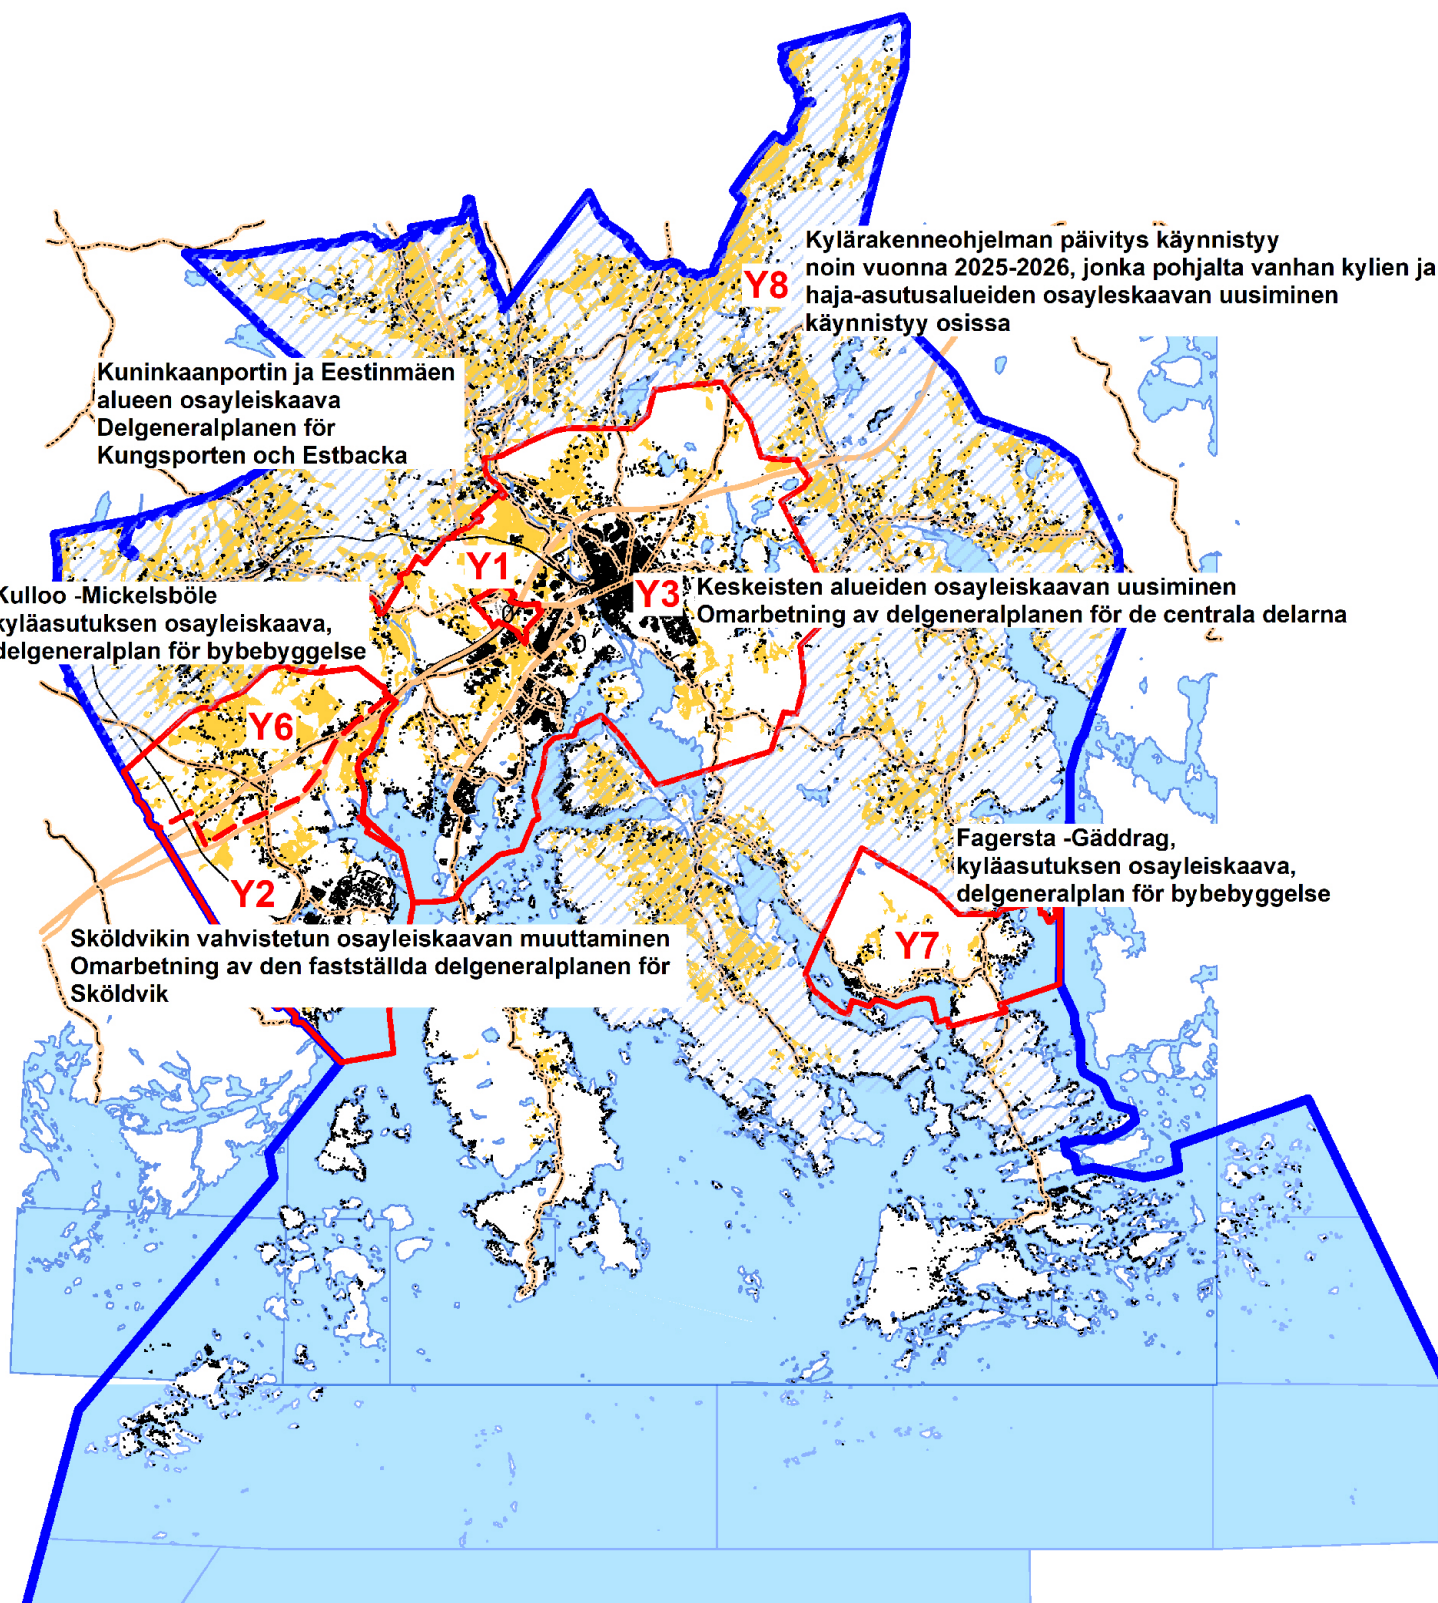 Y8
Kylärakenneohjelman päivitys käynnistyy
noin vuonna 2025-2026, jonka pohjalta vanhan kylien ja
haja-asutusalueiden osayleskaavan uusiminen
käynnistyy osissa
Kuninkaanportin ja Eestinmäen
alueen osayleiskaava
Delgeneralplanen för
Kungsporten och Estbacka
Y1
Y3
Keskeisten alueiden osayleiskaavan uusiminen
Omarbetning av delgeneralplanen för de centrala delarna
Kulloo -Mickelsböle
kyläasutuksen osayleiskaava,
delgeneralplan för bybebyggelse
Y6
Y2
Sköldvikin vahvistetun osayleiskaavan muuttaminen
Omarbetning av den fastställda delgeneralplanen för
Sköldvik
Fagersta -Gäddrag,
kyläasutuksen osayleiskaava,
delgeneralplan för bybebyggelse
Y7